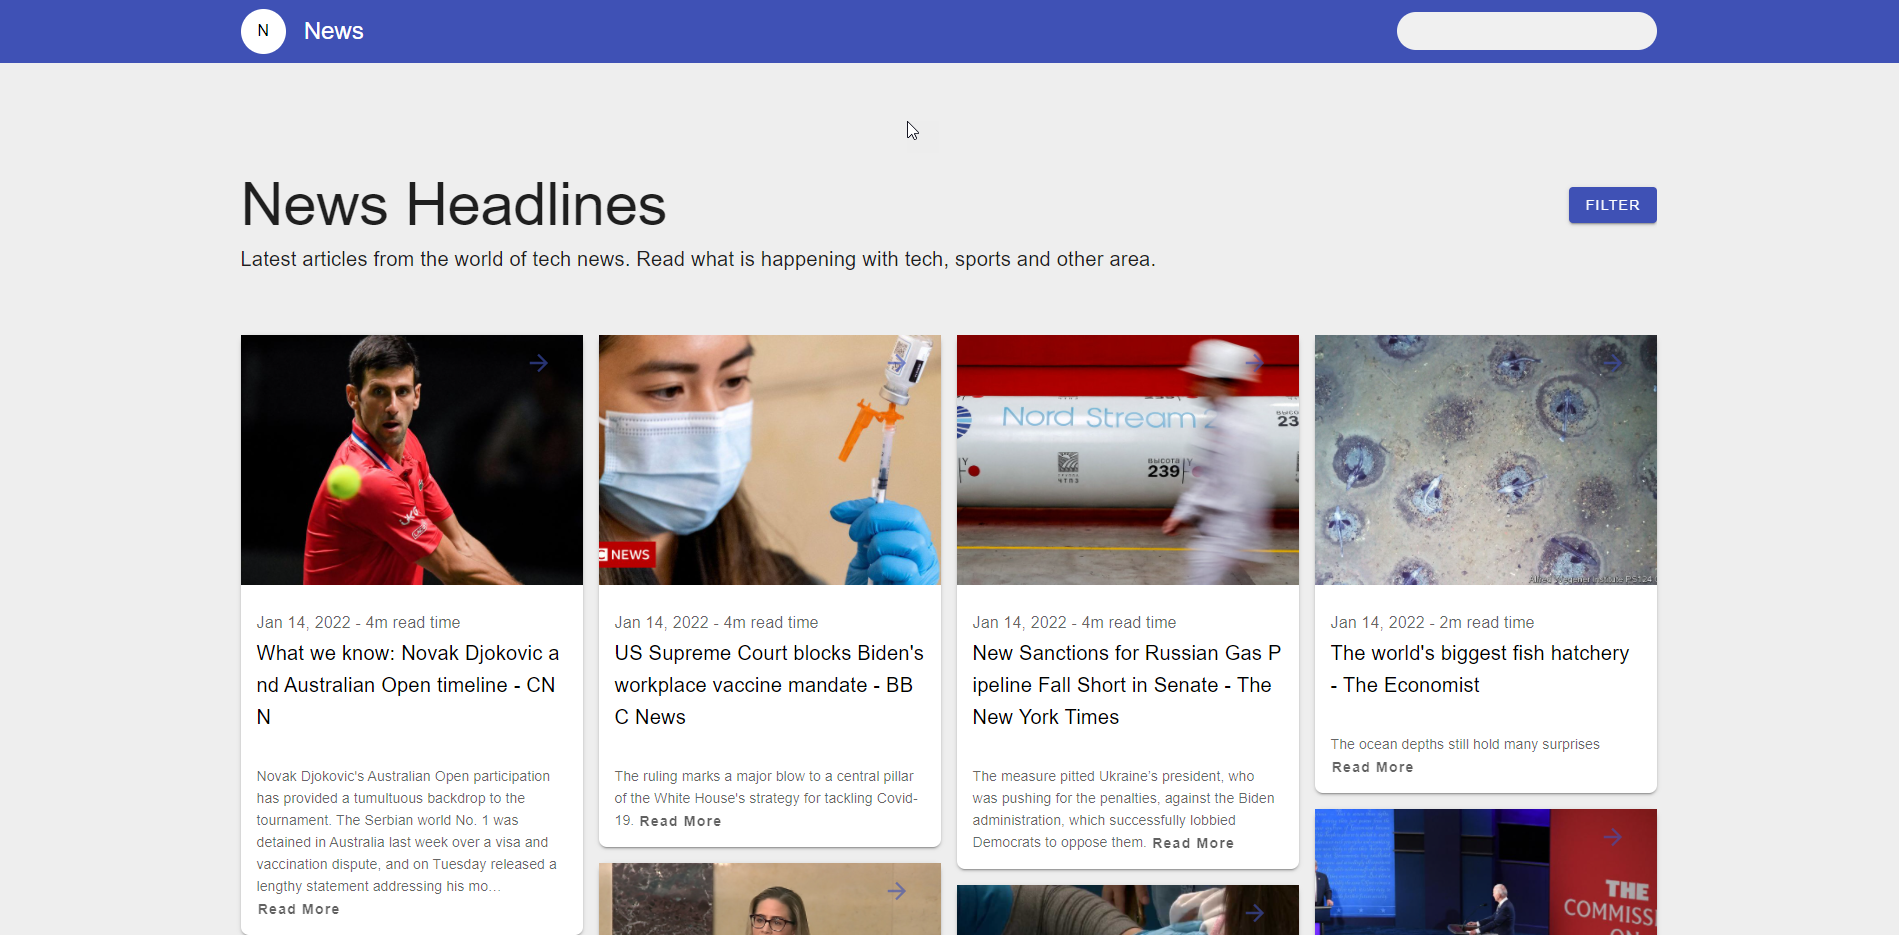 N
News
News Headlines
FILTER
Latest articles from the world of tech news. Read what is happening with tech, sports and other area.
Nord Stream 2
ВЫСОТА
239
23
ЧТПЗ
C NEWS
Alfred Wegener Institute PS124
Jan 14, 2022 - 4m read time
What we know: Novak Djokovic a
nd Australian Open timeline - CN
N
Novak Djokovic's Australian Open participation
has provided a tumultuous backdrop to the
tournament. The Serbian world No. 1 was
detained in Australia last week over a visa and
vaccination dispute, and on Tuesday released a
lengthy statement addressing his mo…
Read More
Jan 14, 2022 - 4m read time
US Supreme Court blocks Biden's
workplace vaccine mandate - BB
C News
The ruling marks a major blow to a central pillar
of the White House's strategy for tackling Covid-
19. Read More
Jan 14, 2022 - 4m read time
New Sanctions for Russian Gas P
ipeline Fall Short in Senate - The
New York Times
The measure pitted Ukraine’s president, who
was pushing for the penalties, against the Biden
administration, which successfully lobbied
Democrats to oppose them. Read More
Jan 14, 2022 - 2m read time
The world's biggest fish hatchery
- The Economist
The ocean depths still hold many surprises
Read More
THE
COMMISS
ON